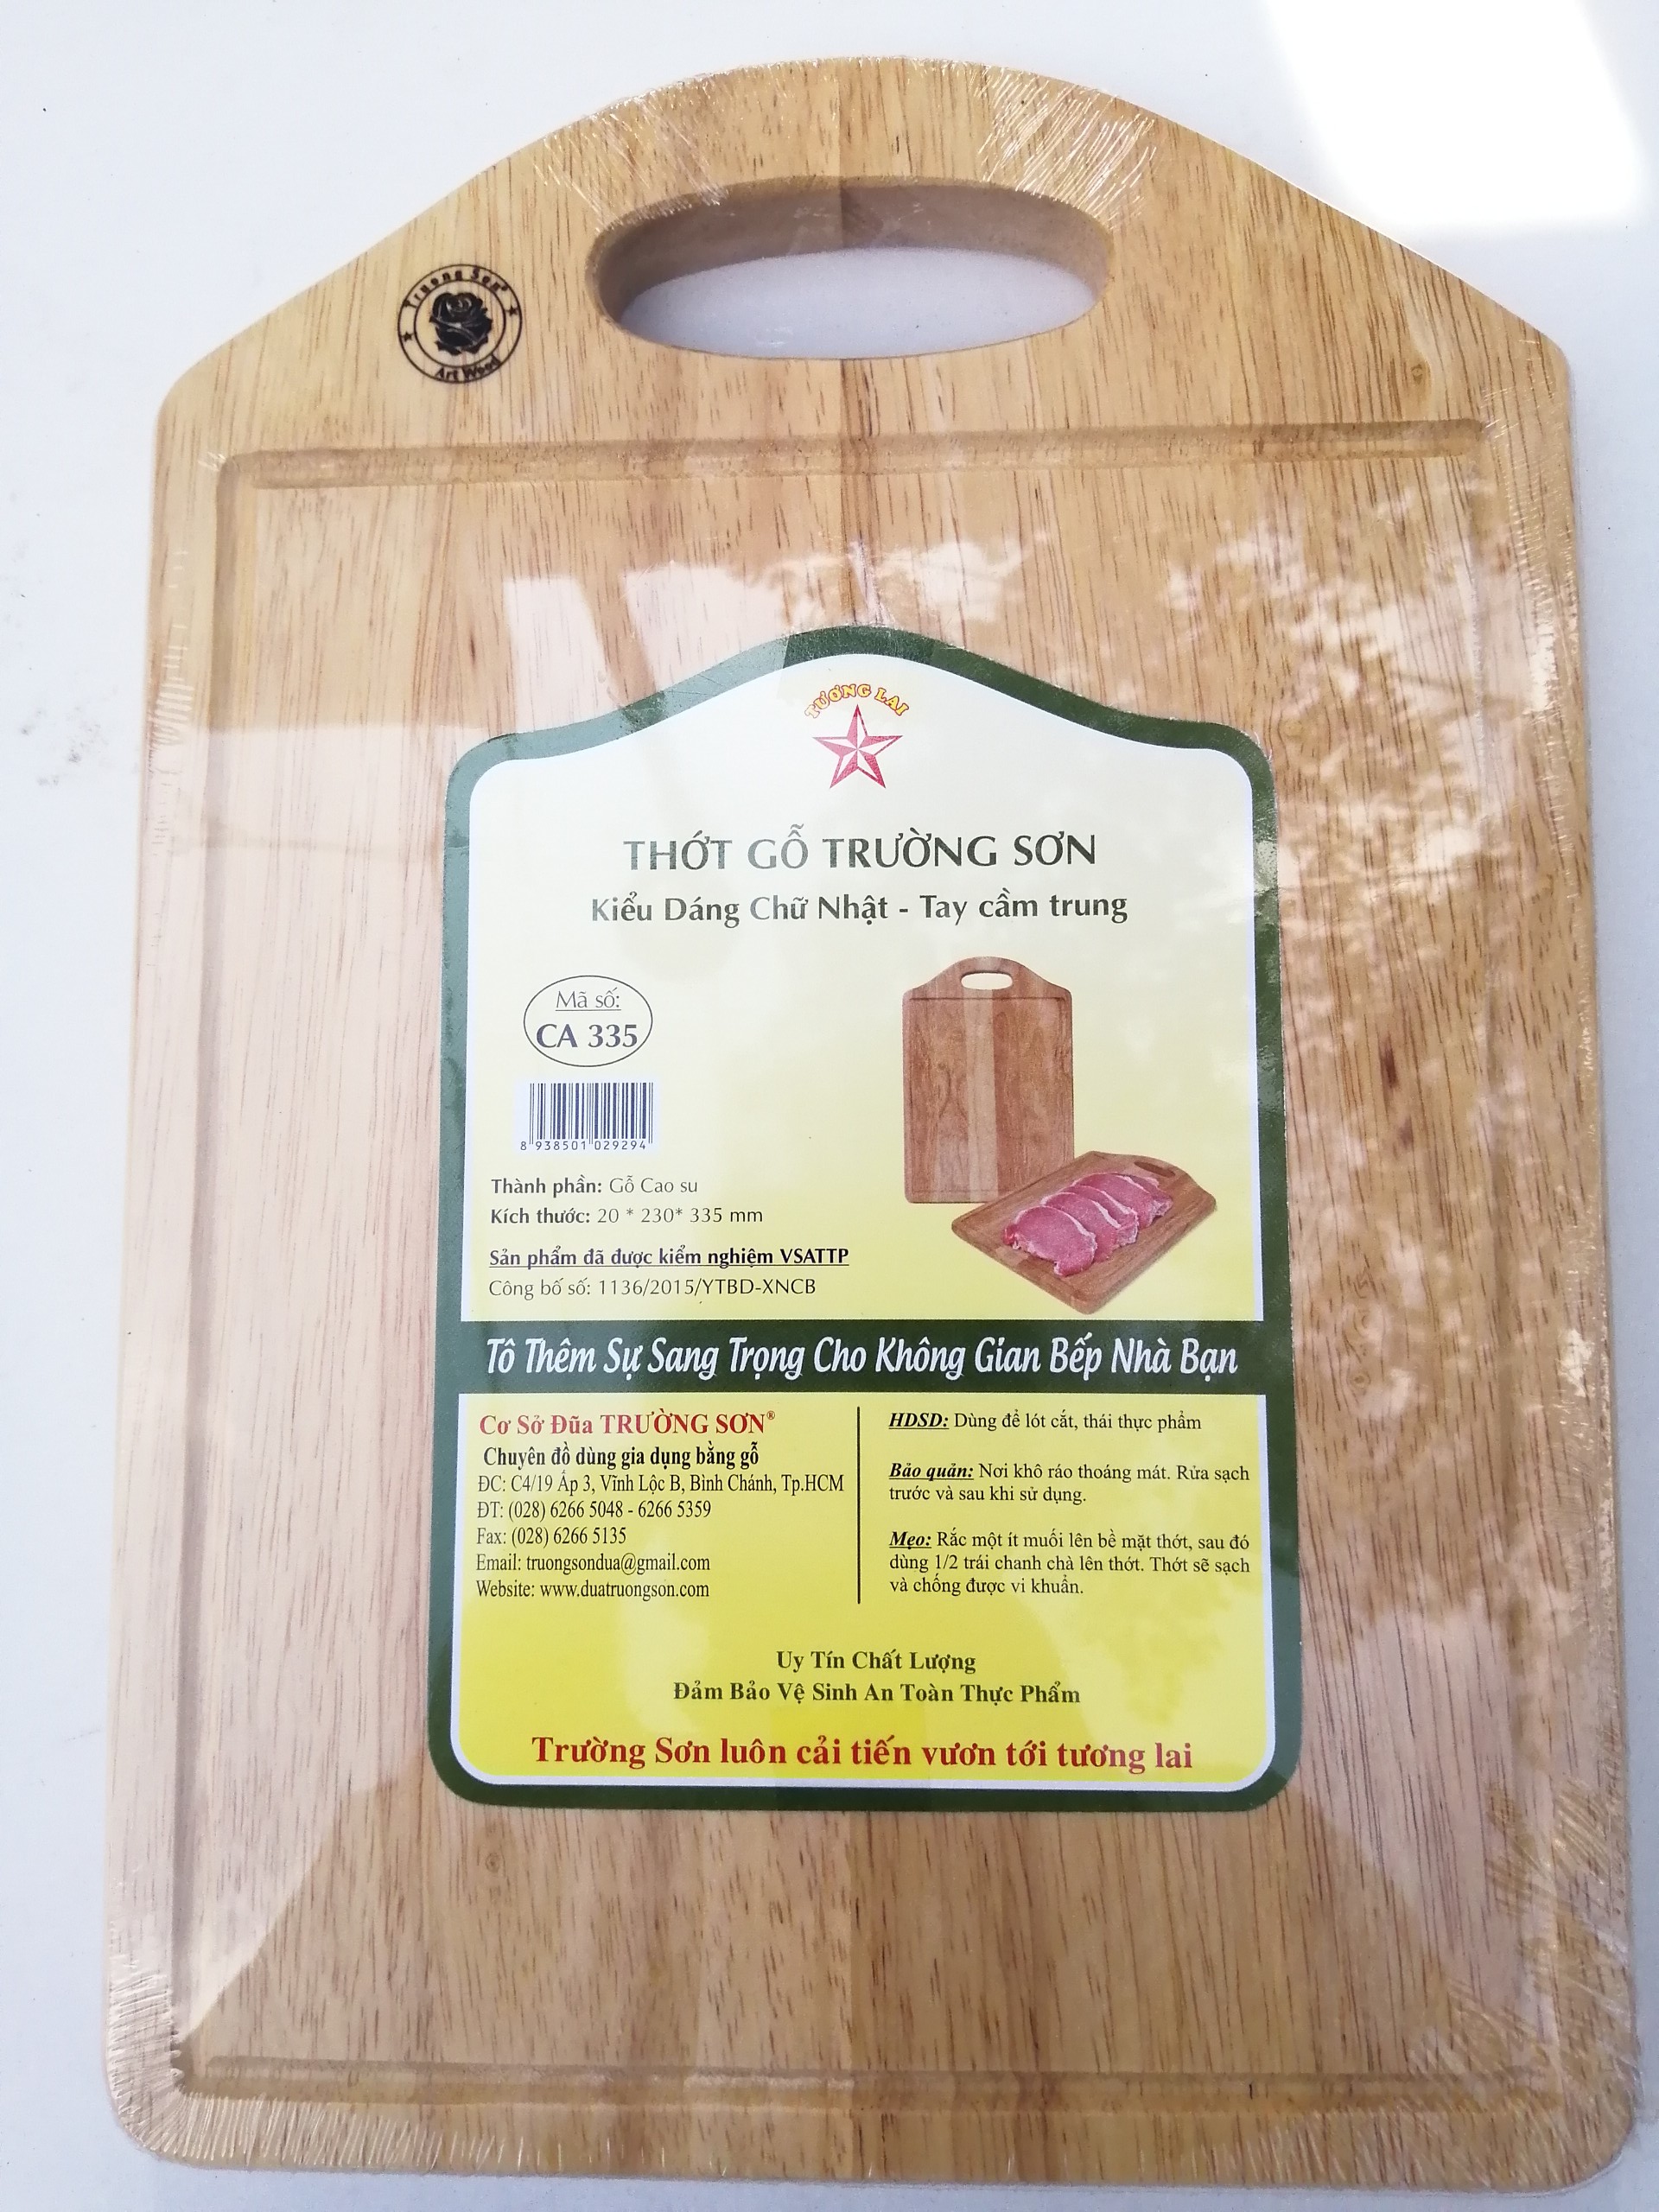 Truong Son®
Art Wood
TƯƠNG LAI
THỚT GỖ TRƯỜNG SƠN
Kiểu Dáng Chữ Nhật - Tay cầm trung
Mã số:
CA 335
8 938501 029294
Thành phần: Gỗ Cao su
Kích thước: 20 * 230* 335 mm
Sản phẩm đã được kiểm nghiệm VSATTP
Công bố số: 1136/2015/YTBD-XNCB
Tô Thêm Sự Sang Trọng Cho Không Gian Bếp Nhà Bạn
Cơ Sở Đũa TRƯỜNG SƠN®
Chuyên đồ dùng gia dụng bằng gỗ
ĐC: C4/19 Ấp 3, Vĩnh Lộc B, Bình Chánh, Tp.HCM
ĐT: (028) 6266 5048 - 6266 5359
Fax: (028) 6266 5135
Email: truongsondua@gmail.com
Website: www.duatruongson.com
HDSD: Dùng để lót cắt, thái thực phẩm
Bảo quản: Nơi khô ráo thoáng mát. Rửa sạch
trước và sau khi sử dụng.
Mẹo: Rắc một ít muối lên bề mặt thớt, sau đó
dùng 1/2 trái chanh chà lên thớt. Thớt sẽ sạch
và chống được vi khuẩn.
Uy Tín Chất Lượng
Đảm Bảo Vệ Sinh An Toàn Thực Phẩm
Trường Sơn luôn cải tiến vươn tới tương lai